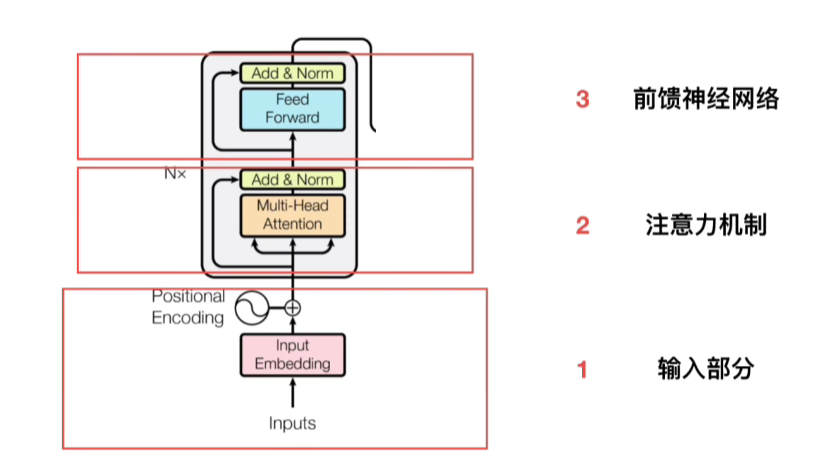 Add & Norm
Feed
Forward
3 前馈神经网络
N×
Add & Norm
Multi-Head
Attention
2 注意力机制
Positional
Encoding
Input
Embedding
1 输入部分
Inputs